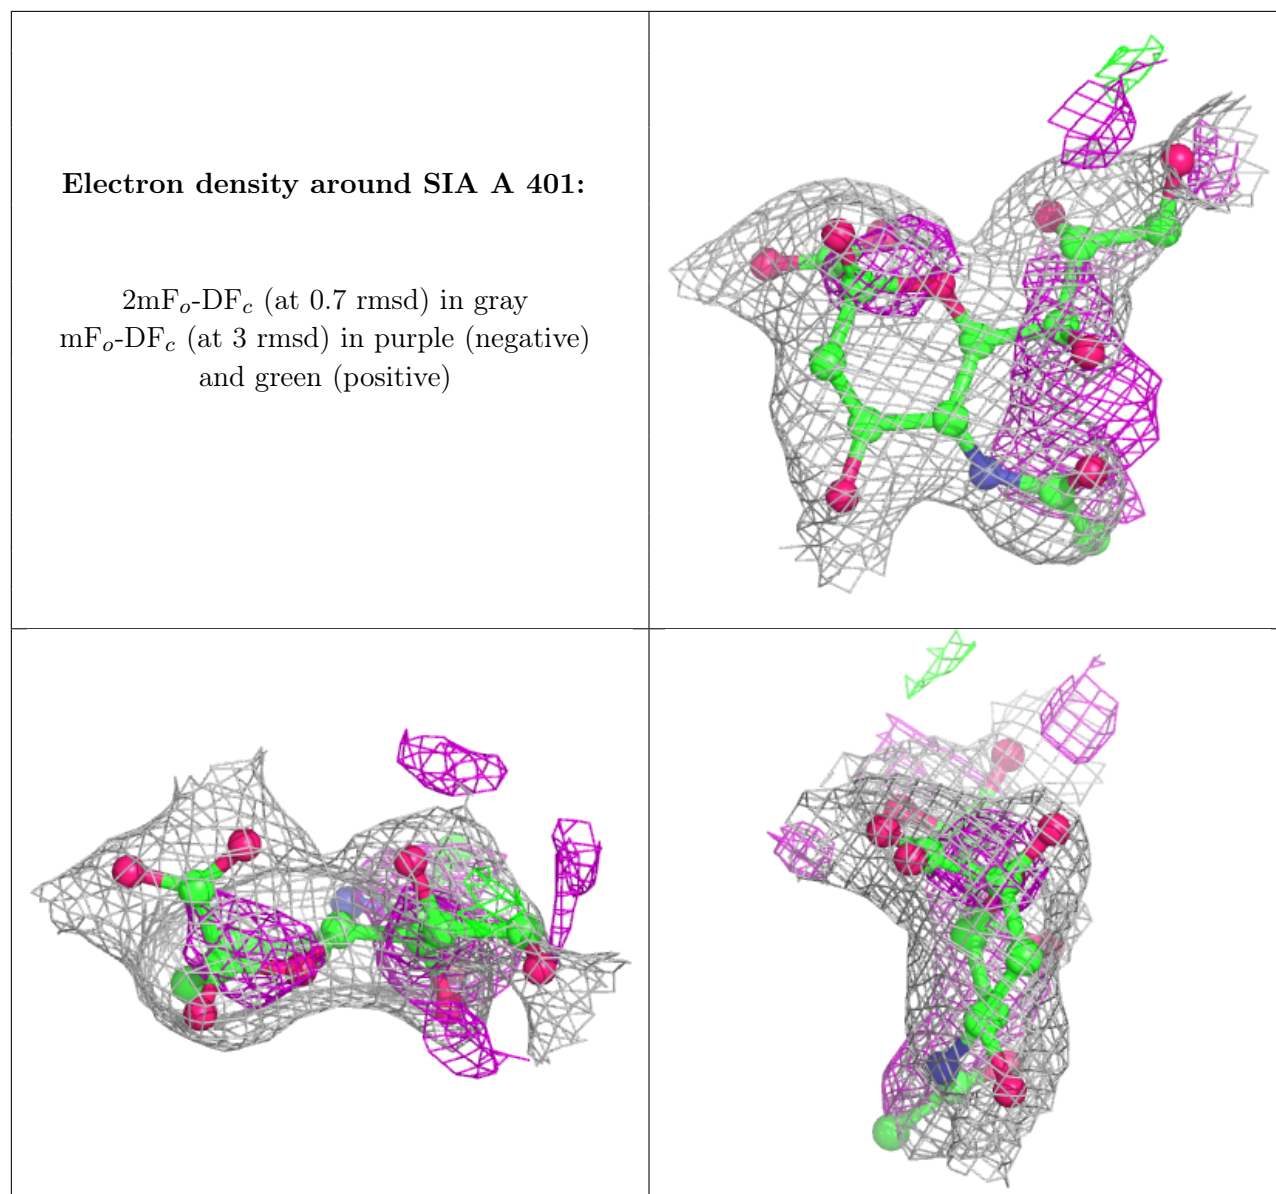 Electron density around SIA A 401:
2mFo-DFc (at 0.7 rmsd) in gray
mFo-DFc (at 3 rmsd) in purple (negative)
and green (positive)